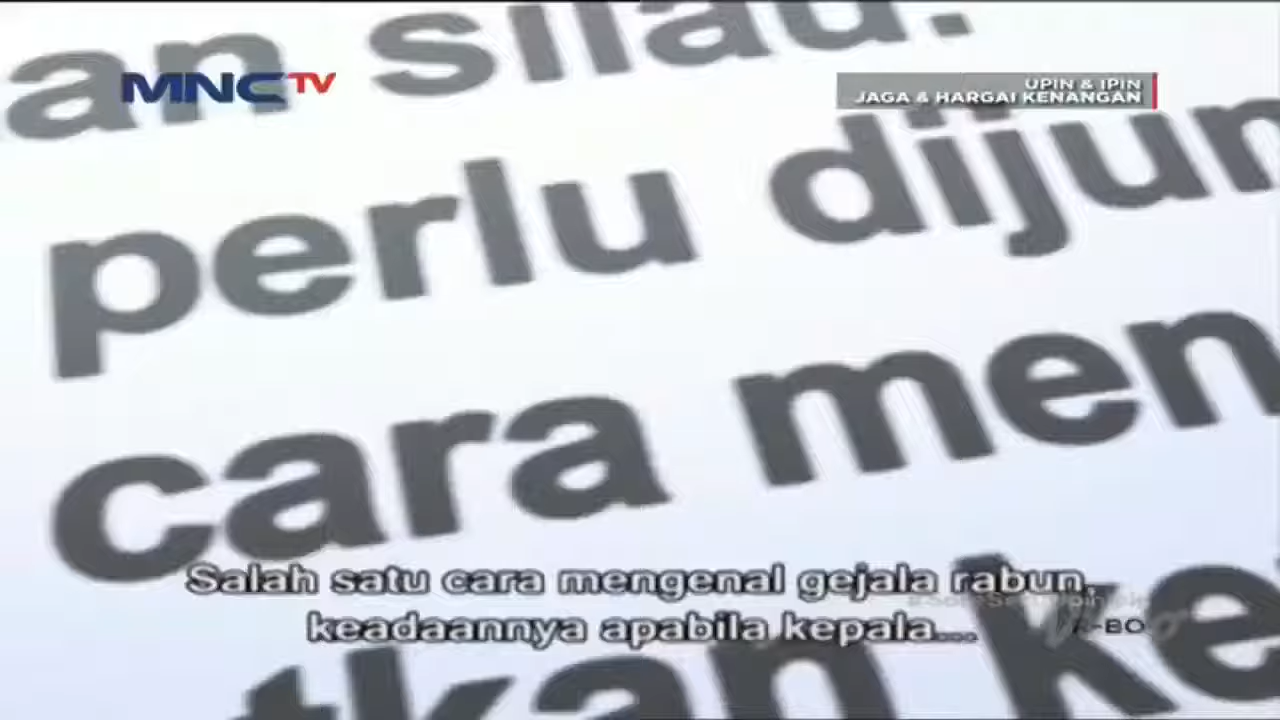 an silau.
MNCTV
UPIN & IPIN
JAGA & HARGAI KENANGAN
perlu dijun
cara men
Salah satu cara mengenal gejala rabun,
keadaannya apabila kepala...
R-BO
tkan ke